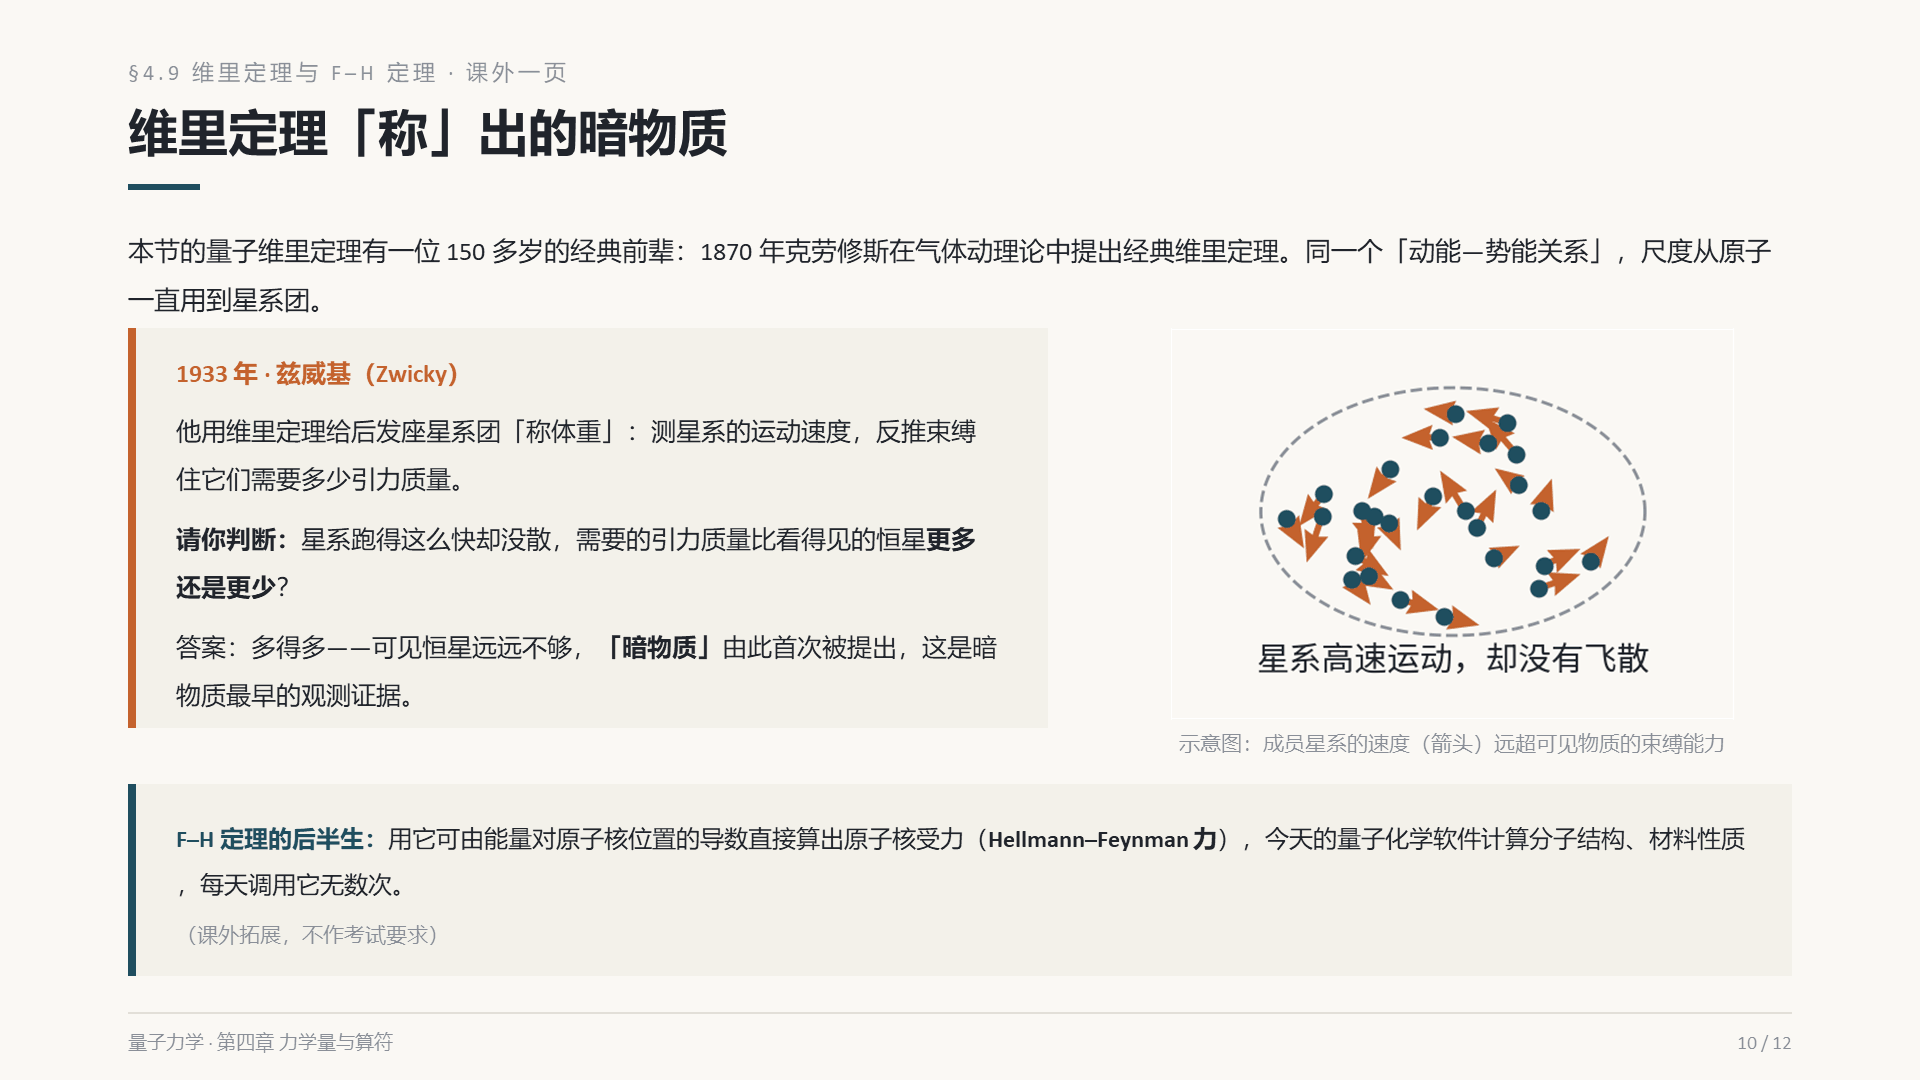 §4.9 维里定理与 F–H 定理 · 课外一页
维里定理「称」出的暗物质
本节的量子维里定理有一位 150 多岁的经典前辈：1870 年克劳修斯在气体动理论中提出经典维里定理。同一个「动能—势能关系」，尺度从原子
一直用到星系团。
1933 年 · 兹威基（Zwicky）
他用维里定理给后发座星系团「称体重」：测星系的运动速度，反推束缚
住它们需要多少引力质量。
请你判断：星系跑得这么快却没散，需要的引力质量比看得见的恒星更多
还是更少？
答案：多得多——可见恒星远远不够，「暗物质」由此首次被提出，这是暗
物质最早的观测证据。
星系高速运动，却没有飞散
示意图：成员星系的速度（箭头）远超可见物质的束缚能力
F–H 定理的后半生：用它可由能量对原子核位置的导数直接算出原子核受力（Hellmann–Feynman 力），今天的量子化学软件计算分子结构、材料性质
，每天调用它无数次。
（课外拓展，不作考试要求）
量子力学 · 第四章 力学量与算符
10 / 12